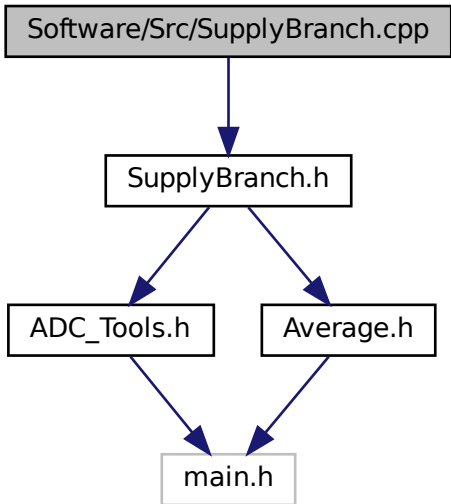 Software/Src/SupplyBranch.cpp
SupplyBranch.h
ADC_Tools.h
Average.h
main.h